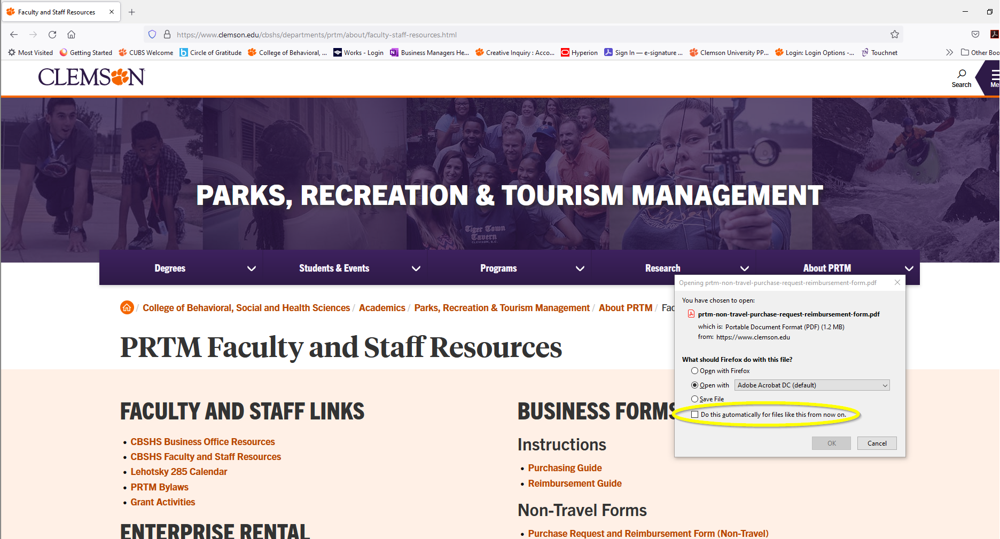 Faculty and Staff Resources
https://www.clemson.edu/cbshs/departments/prtm/about/faculty-staff-resources.html
Most Visited Getting Started CUBS Welcome Circle of Gratitude College of Behavioral, ... Works - Login Business Managers He... Creative Inquiry : Acco... Hyperion Sign In — e-signature ... Clemson University PP... Login: Login Options -... Touchnet Other Boo
CLEMSON
Search
Me
Tiger Town
Tavern
CLEMSON, S.C.
PARKS, RECREATION & TOURISM MANAGEMENT
Degrees Students & Events Programs Research About PRTM
/ College of Behavioral, Social and Health Sciences / Academics / Parks, Recreation & Tourism Management / About PRTM / Fac
PRTM Faculty and Staff Resources
FACULTY AND STAFF LINKS
• CBSHS Business Office Resources
• CBSHS Faculty and Staff Resources
• Lehotsky 285 Calendar
• PRTM Bylaws
• Grant Activities
ENTERPRISE RENTAL
BUSINESS FORMS
Instructions
• Purchasing Guide
• Reimbursement Guide
Non-Travel Forms
• Purchase Request and Reimbursement Form (Non-Travel)
Opening prtm-non-travel-purchase-request-reimbursement-form.pdf
You have chosen to open:
prtm-non-travel-purchase-request-reimbursement-form.pdf
which is: Portable Document Format (PDF) (1.2 MB)
from: https://www.clemson.edu
What should Firefox do with this file?
Open with Firefox
Open with Adobe Acrobat DC (default)
Save File
Do this automatically for files like this from now on.
OK Cancel